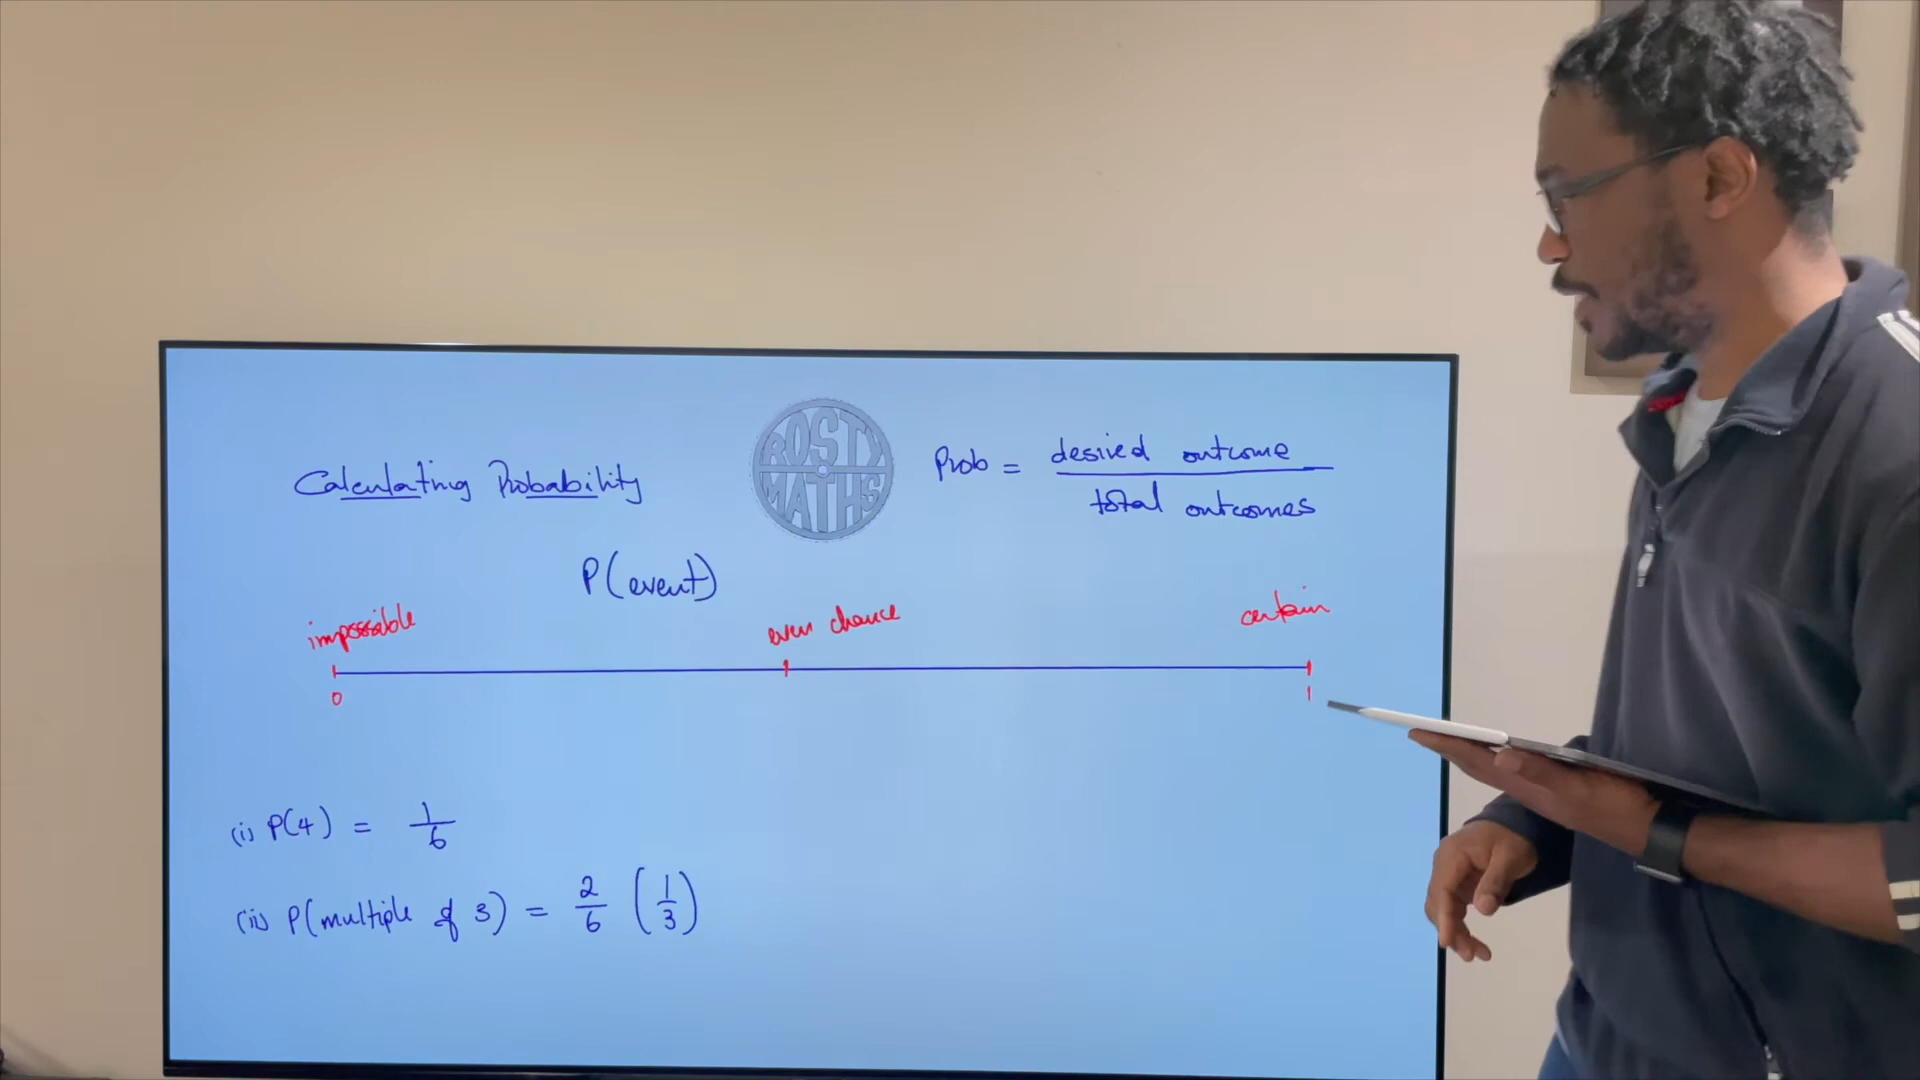 Calculating Probability
ROSTY
MATHS
Prob = desired outcome
total outcomes
P(event)
impossible
even chance
certain
0
1
(i) P(4) = 1/6
(ii) P(multiple of 3) = 2/6 (1/3)